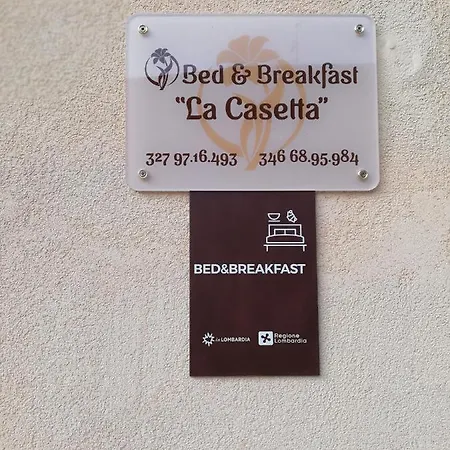 Bed & Breakfast
"La Casetta"
327 97.16.493 346 68.95.984
BED&BREAKFAST
in LOMBARDIA
Regione
Lombardia